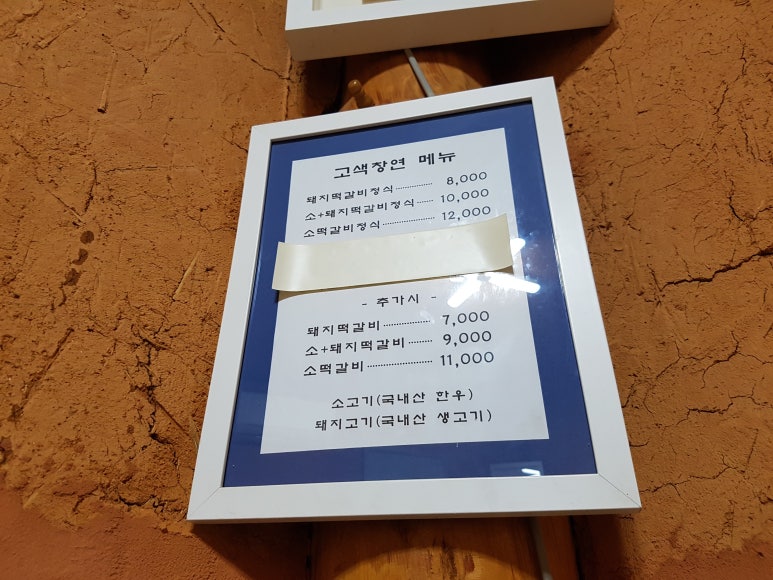 고색창연 메뉴
돼지떡갈비정식 8,000
소+돼지떡갈비정식 10,000
소떡갈비정식 12,000
- 추가시 -
돼지떡갈비 7,000
소+돼지떡갈비 9,000
소떡갈비 11,000
소고기(국내산 한우)
돼지고기(국내산 생고기)